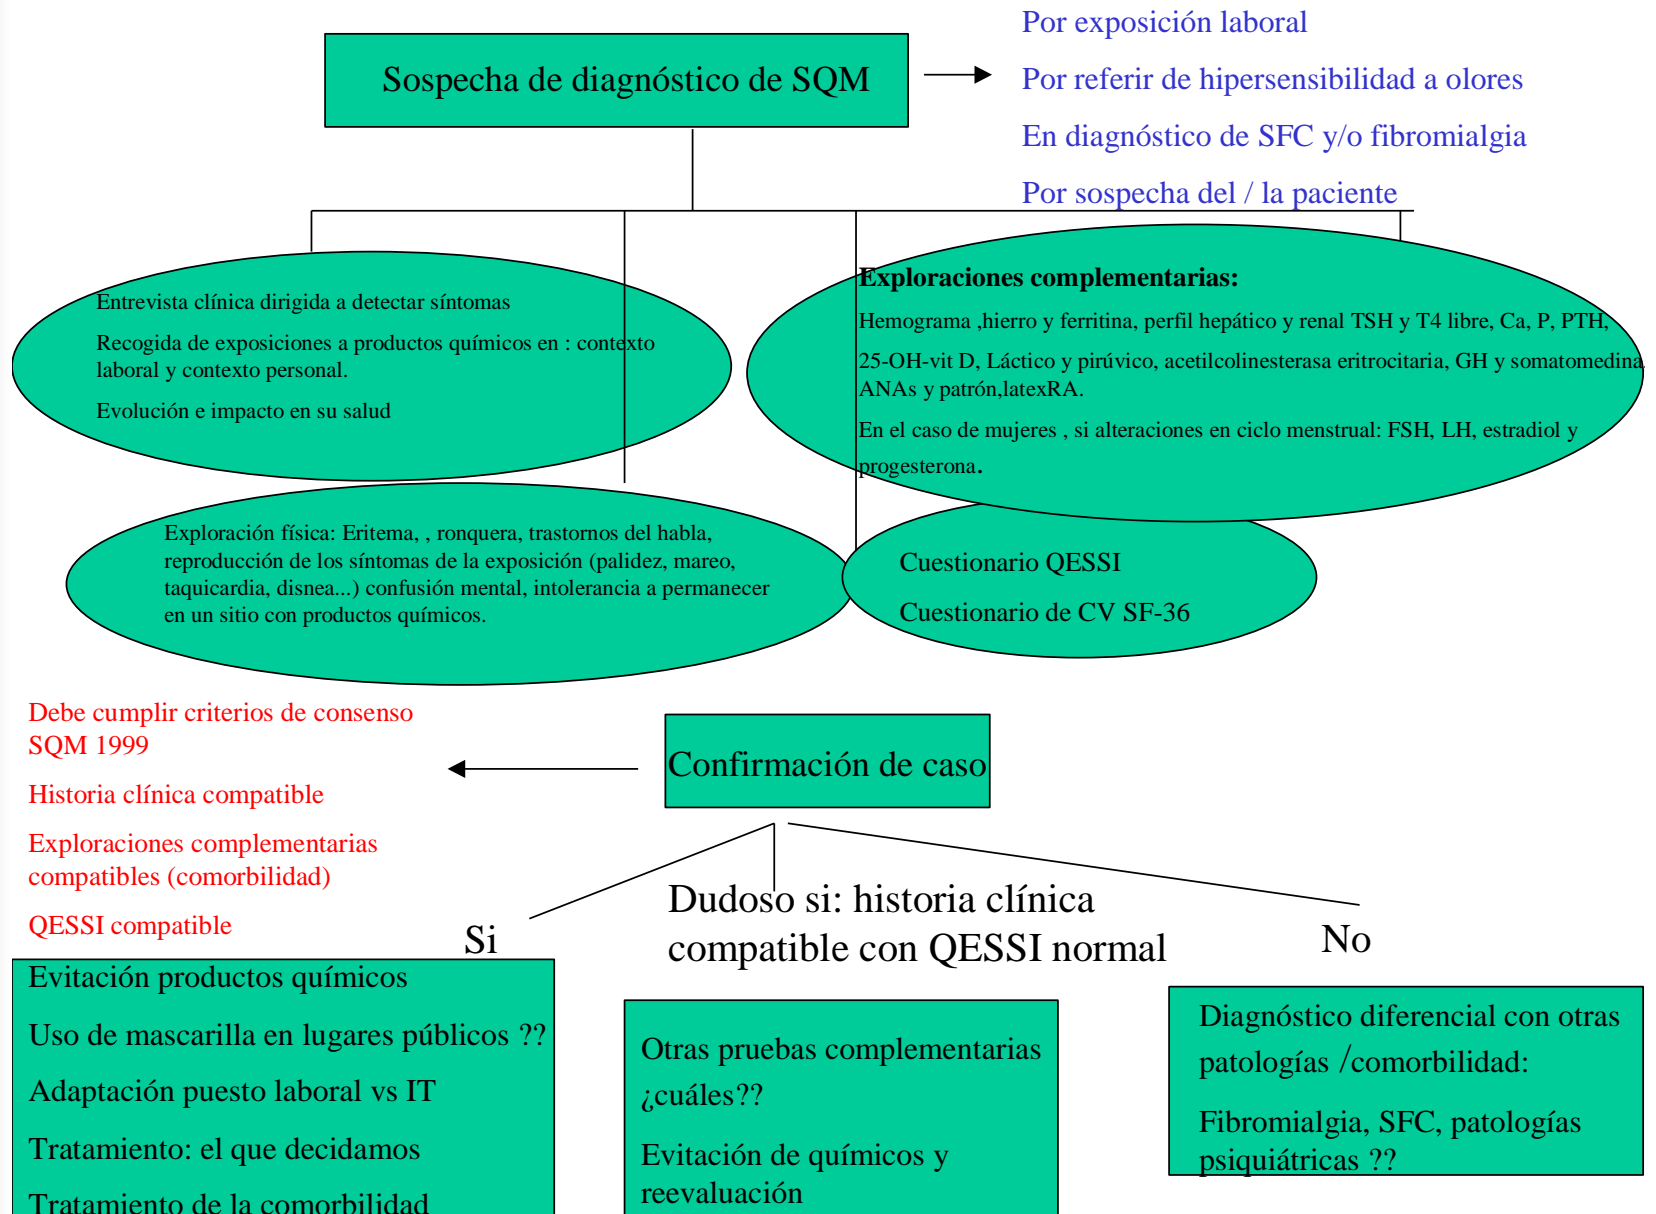 Sospecha de diagnóstico de SQM
Por exposición laboral
Por referir de hipersensibilidad a olores
En diagnóstico de SFC y/o fibromialgia
Por sospecha del / la paciente
Entrevista clínica dirigida a detectar síntomas
Recogida de exposiciones a productos químicos en : contexto
laboral y contexto personal.
Evolución e impacto en su salud
Exploraciones complementarias:
Hemograma ,hierro y ferritina, perfil hepático y renal TSH y T4 libre, Ca, P, PTH,
25-OH-vit D, Láctico y pirúvico, acetilcolinesterasa eritrocitaria, GH y somatomedina
ANAs y patrón,latexRA.
En el caso de mujeres , si alteraciones en ciclo menstrual: FSH, LH, estradiol y
progesterona.
Exploración física: Eritema, , ronquera, trastornos del habla,
reproducción de los síntomas de la exposición (palidez, mareo,
taquicardia, disnea...) confusión mental, intolerancia a permanecer
en un sitio con productos químicos.
Cuestionario QESSI
Cuestionario de CV SF-36
Debe cumplir criterios de consenso
SQM 1999
Historia clínica compatible
Exploraciones complementarias
compatibles (comorbilidad)
QESSI compatible
Confirmación de caso
Si
Dudoso si: historia clínica
compatible con QESSI normal
No
Evitación productos químicos
Uso de mascarilla en lugares públicos ??
Adaptación puesto laboral vs IT
Tratamiento: el que decidamos
Tratamiento de la comorbilidad
Otras pruebas complementarias
¿cuáles??
Evitación de químicos y
reevaluación
Diagnóstico diferencial con otras
patologías /comorbilidad:
Fibromialgia, SFC, patologías
psiquiátricas ??